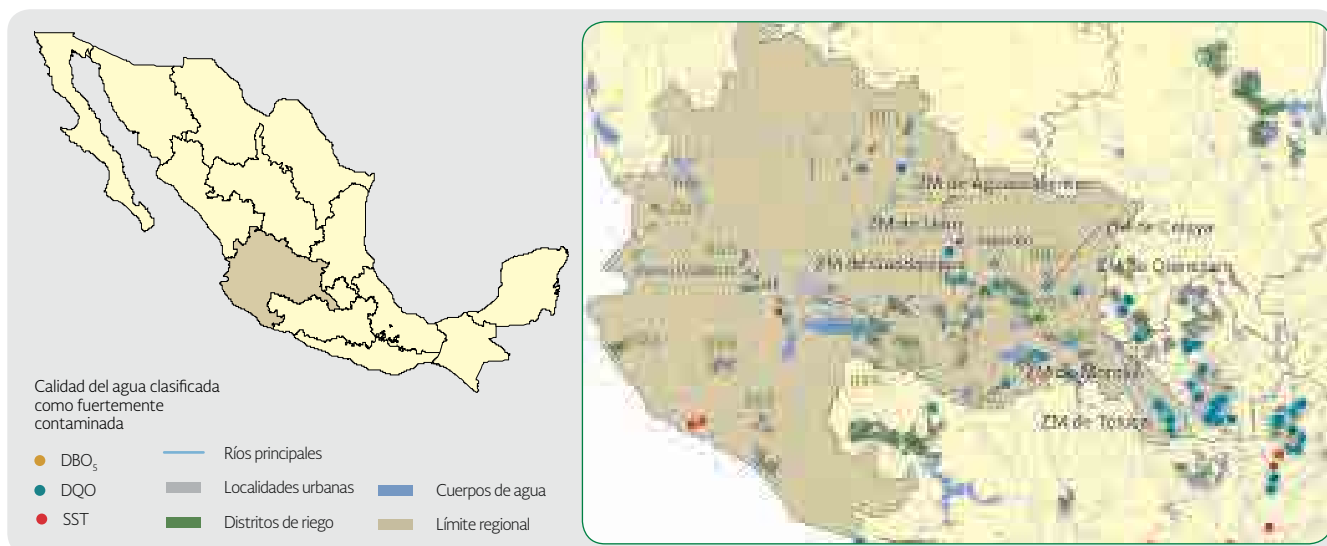 Calidad del agua clasificada
como fuertemente
contaminada
DBO₅
DQO
SST
Ríos principales
Localidades urbanas
Distritos de riego
Cuerpos de agua
Límite regional
ZM de Aguascalientes
ZM de León
ZM de Celaya
ZM de Guadalajara
ZM de Querétaro
ZM de Morelia
ZM de Toluca